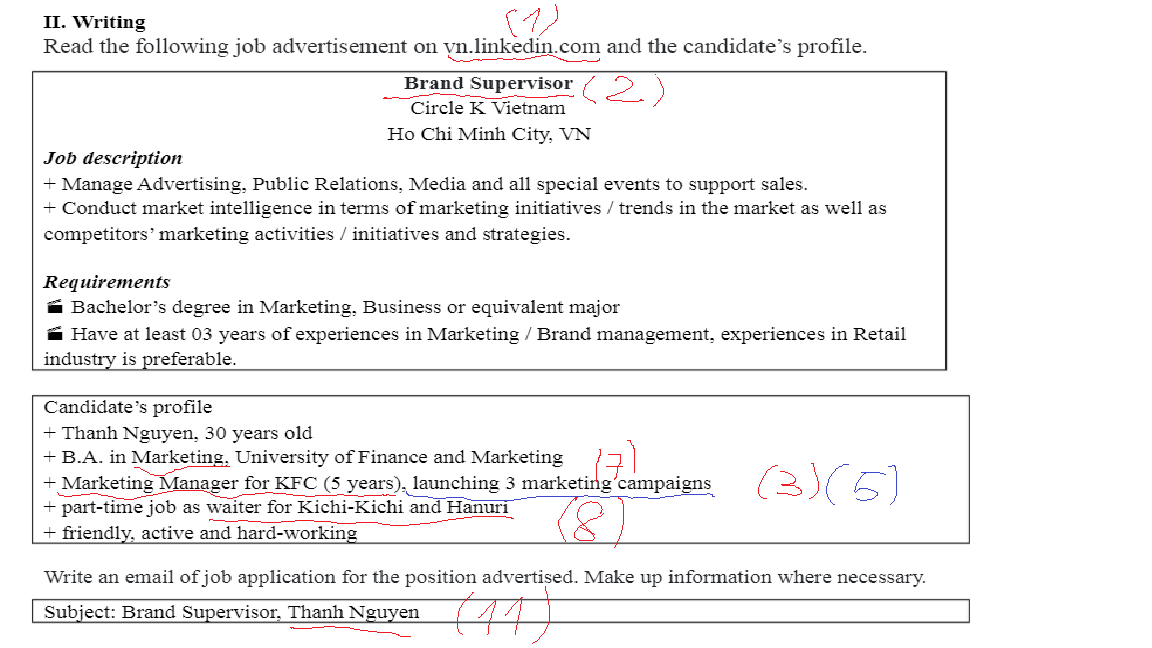 (1)
II. Writing
Read the following job advertisement on vn.linkedin.com and the candidate's profile.
Brand Supervisor (2)
Circle K Vietnam
Ho Chi Minh City, VN
Job description
+ Manage Advertising, Public Relations, Media and all special events to support sales.
+ Conduct market intelligence in terms of marketing initiatives / trends in the market as well as
competitors' marketing activities / initiatives and strategies.
Requirements
Bachelor's degree in Marketing, Business or equivalent major
Have at least 03 years of experiences in Marketing / Brand management, experiences in Retail
industry is preferable.
Candidate's profile
+ Thanh Nguyen, 30 years old
+ B.A. in Marketing, University of Finance and Marketing (7)
+ Marketing Manager for KFC (5 years), launching 3 marketing campaigns (3) (5)
+ part-time job as waiter for Kichi-Kichi and Hanuri (8)
+ friendly, active and hard-working
Write an email of job application for the position advertised. Make up information where necessary.
Subject: Brand Supervisor, Thanh Nguyen (11)